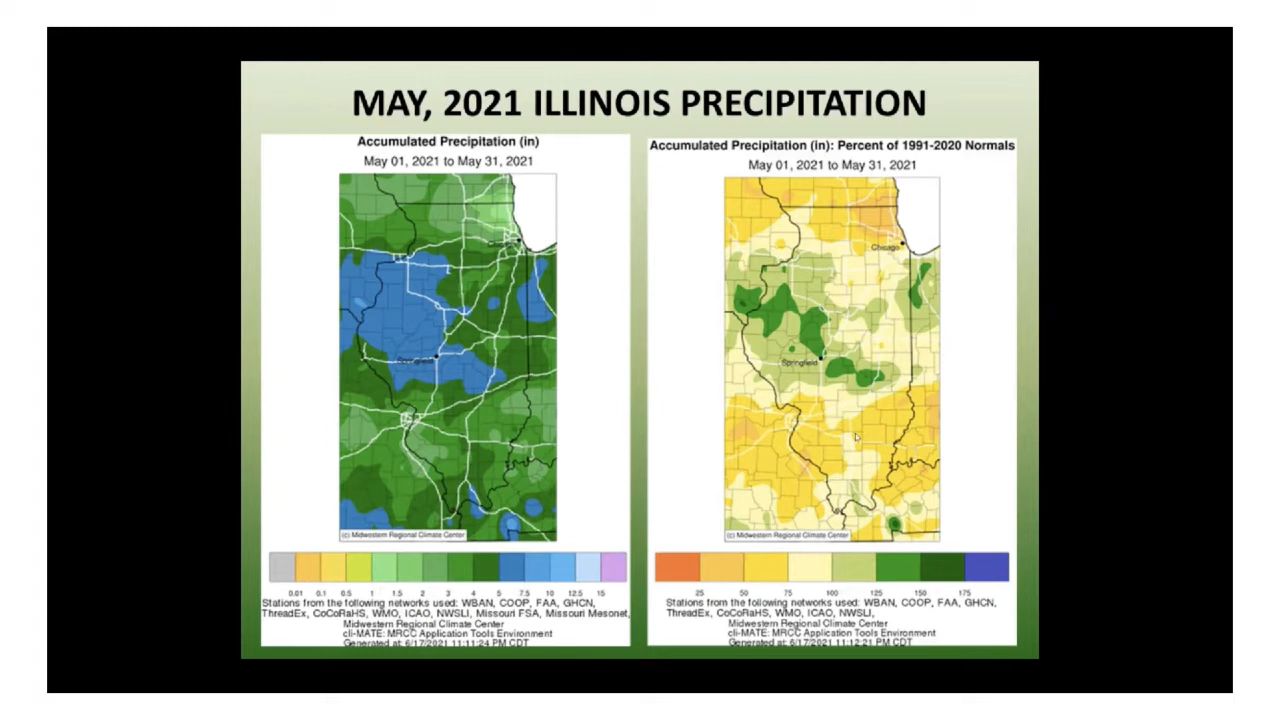 MAY, 2021 ILLINOIS PRECIPITATION
Accumulated Precipitation (in)
May 01, 2021 to May 31, 2021
Chicago
Springfield
(c) Midwestern Regional Climate Center
0.01 0.1 0.5 1 1.5 2 3 4 5 7.5 10 12.5 15
Stations from the following networks used: WBAN, COOP, FAA, GHCN,
ThreadEx, CoCoRaHS, WMO, ICAO, NWSLI, Missouri FSA, Missouri Mesonet,
Midwestern Regional Climate Center
cli-MATE: MRCC Application Tools Environment
Generated at: 6/17/2021 11:11:24 PM CDT
Accumulated Precipitation (in): Percent of 1991-2020 Normals
May 01, 2021 to May 31, 2021
Chicago
Springfield
(c) Midwestern Regional Climate Center
25 50 75 100 125 150 175
Stations from the following networks used: WBAN, COOP, FAA, GHCN,
ThreadEx, CoCoRaHS, WMO, ICAO, NWSLI,
Midwestern Regional Climate Center
cli-MATE: MRCC Application Tools Environment
Generated at: 6/17/2021 11:12:21 PM CDT